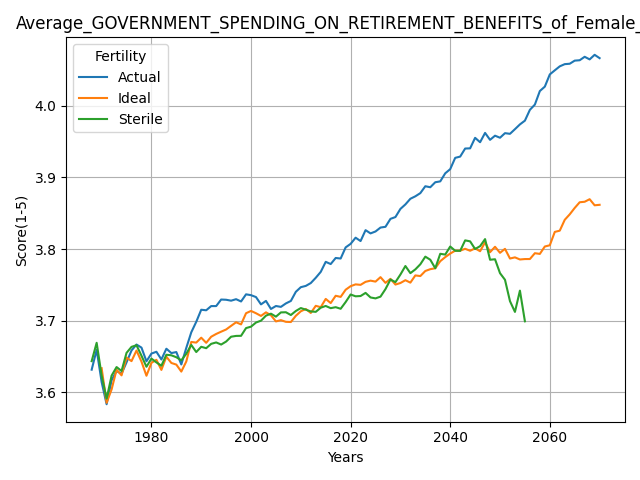 Average_GOVERNMENT_SPENDING_ON_RETIREMENT_BENEFITS_of_Female_
Fertility
Actual
Ideal
Sterile
Score(1-5)
4.0
3.9
3.8
3.7
3.6
1980
2000
2020
2040
2060
Years